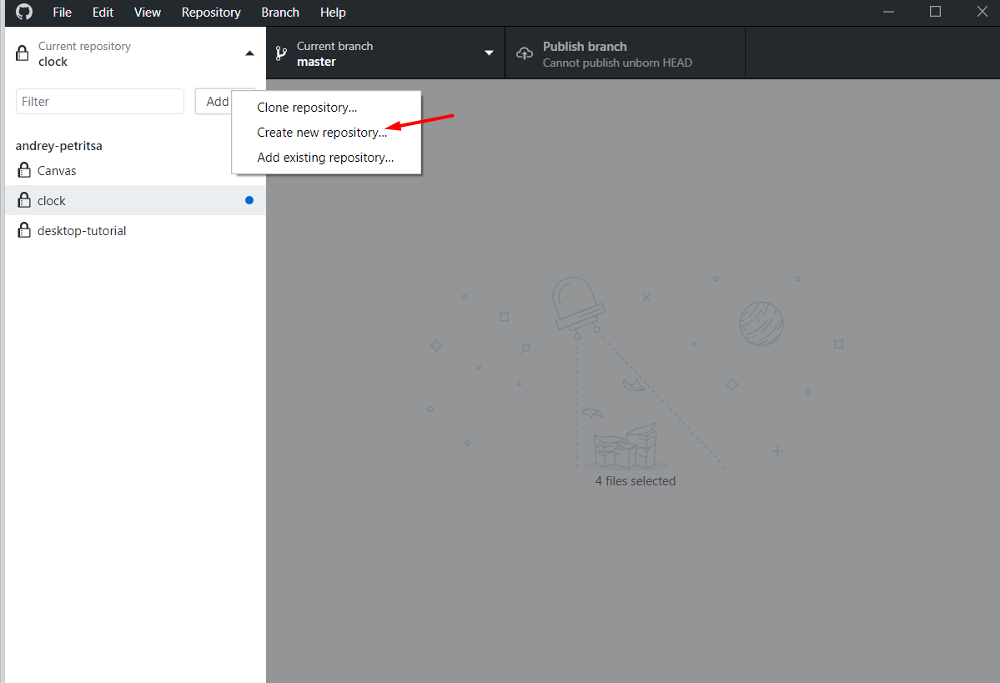 File Edit View Repository Branch Help
Current repository
clock
Current branch
master
Publish branch
Cannot publish unborn HEAD
Filter
Add
Clone repository...
Create new repository...
Add existing repository...
andrey-petritsa
Canvas
clock
desktop-tutorial
4 files selected